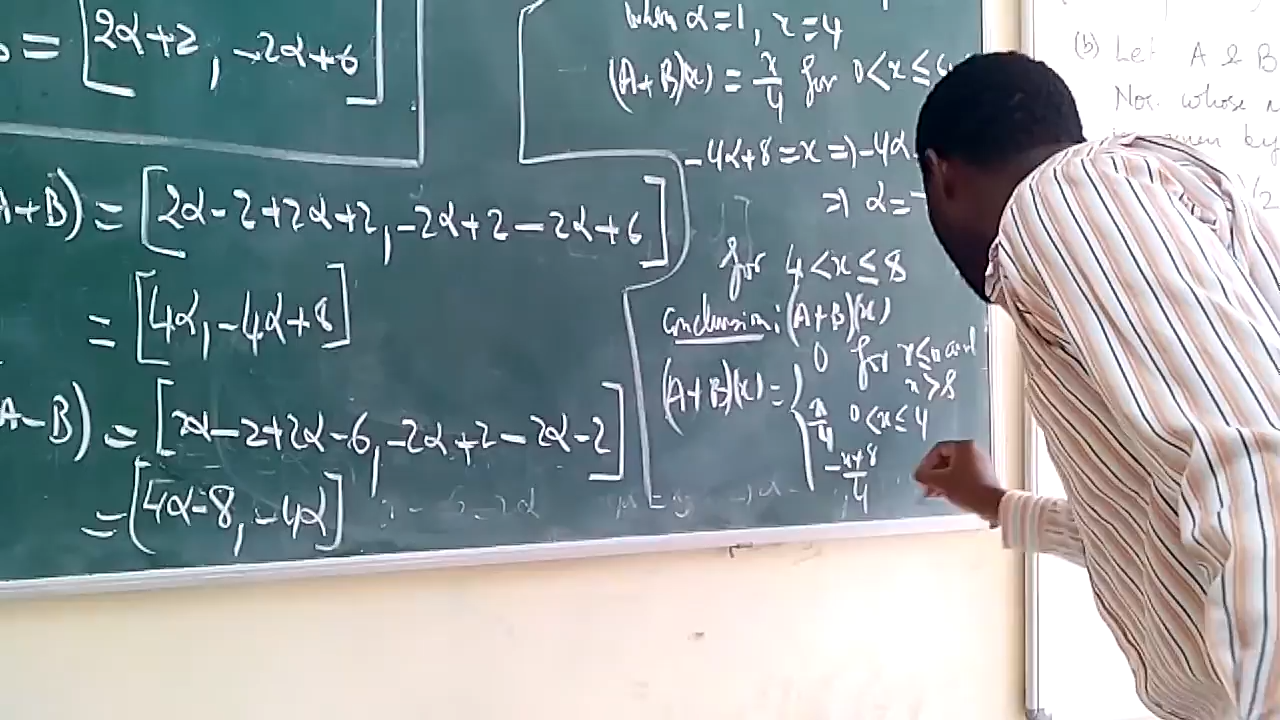 = [2α+2, -2α+6]
A+B) = [2α-2+2α+2, -2α+2-2α+6]
= [4α, -4α+8]
A-B) = [2α-2+2α-6, -2α+2-2α-2]
= [4α-8, -4α]
when α=1, x=4
(A+B)(x) = x/4 for 0<x≤
-4α+8=x ⇒ -4α
⇒ α=-
for 4<x≤8
Conclusion: (A+B)(x)
(A+B)(x) = { 0 for x≤0 and
x>8
x/4 0<x≤4
-x+8/4
(b) Let A & B
Nos. whose
by